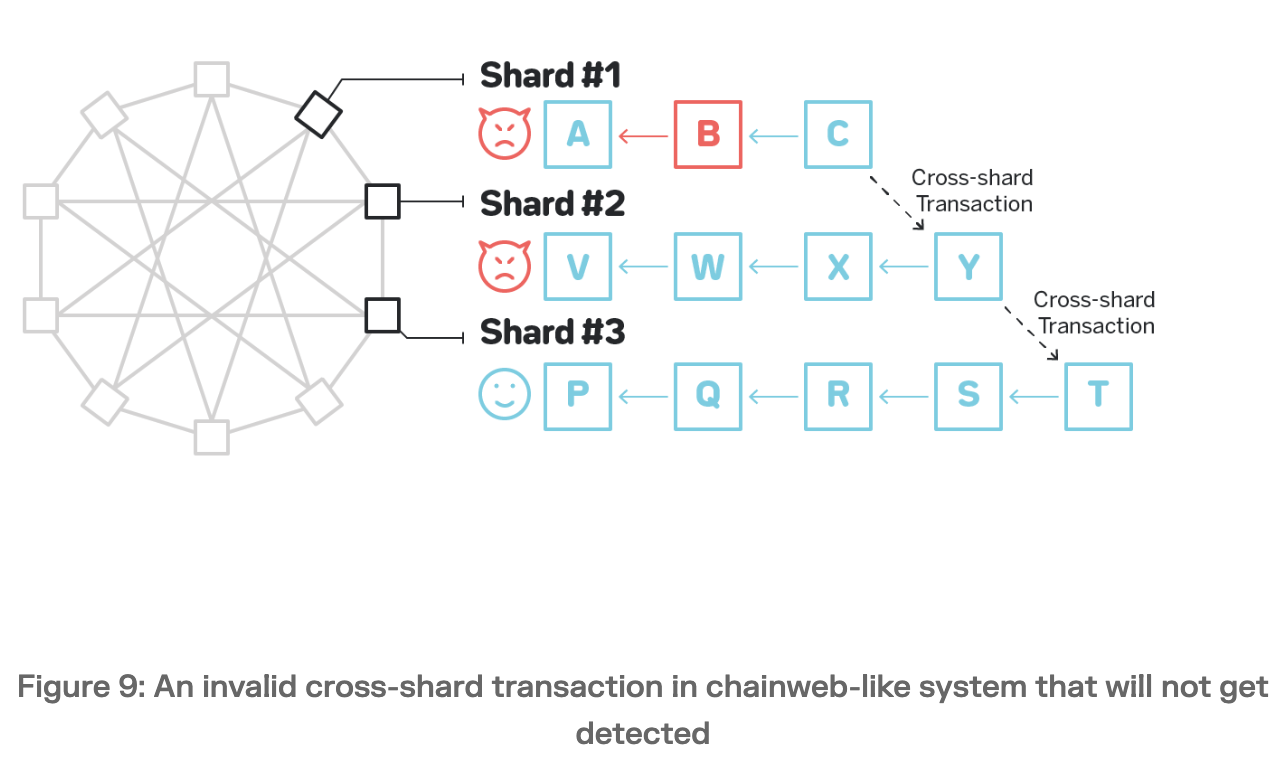 Shard #1
A B C
Cross-shard
Transaction
Shard #2
V W X Y
Cross-shard
Transaction
Shard #3
P Q R S T
Figure 9: An invalid cross-shard transaction in chainweb-like system that will not get
detected